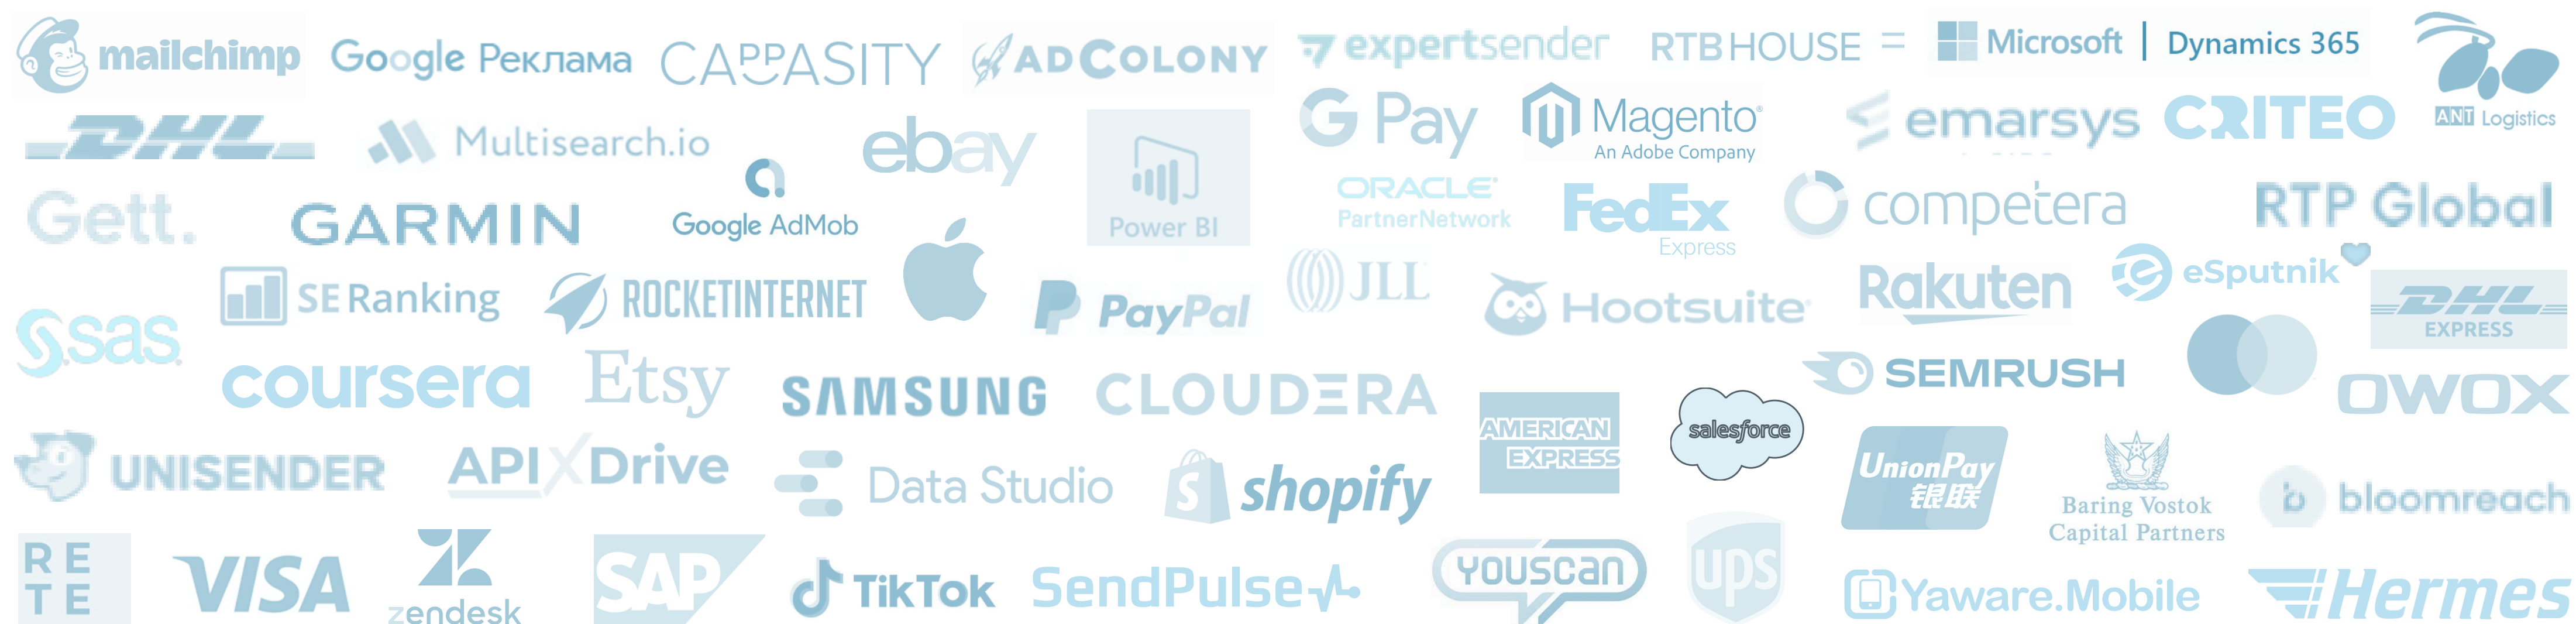 mailchimp
Google Реклама
CAPPASITY
ADCOLONY
expertsender
RTB HOUSE =
Microsoft | Dynamics 365
ANT Logistics
DHL
Multisearch.io
ebay
Power BI
G Pay
Magento®
An Adobe Company
emarsys
CRITEO
Gett.
GARMIN
Google AdMob
ORACLE®
PartnerNetwork
FedEx
Express
competera
RTP Global
SE Ranking
ROCKETINTERNET
PayPal
JLL
Hootsuite®
Rakuten
eSputnik
DHL
EXPRESS
sas
coursera
Etsy
SAMSUNG
CLOUDERA
AMERICAN
EXPRESS
salesforce
SEMRUSH
OWOX
UNISENDER
APIXDrive
Data Studio
S shopify
UnionPay
银联
Baring Vostok
Capital Partners
b bloomreach
RE
TE
VISA
zendesk
SAP
TikTok
SendPulse
YOUSCAN
ups
Yaware.Mobile
Hermes